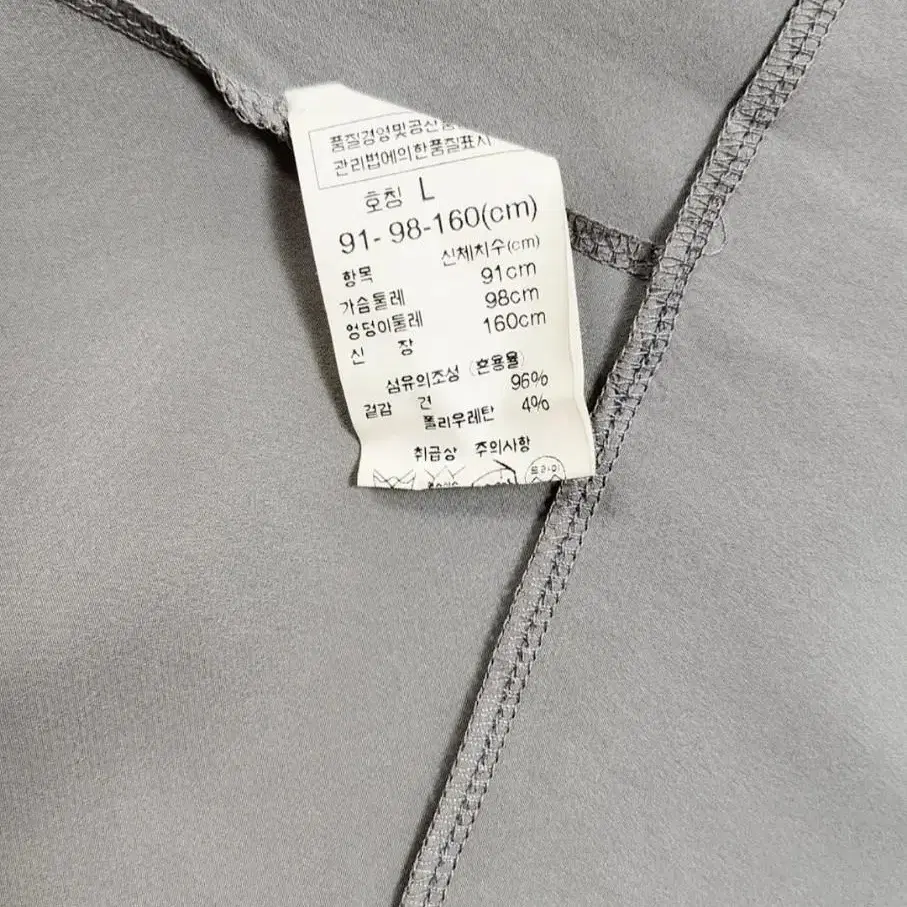 품질경영및공산품
관리법에의한품질표시
호칭 L
91- 98-160(cm)
항목 신체치수(cm)
가슴둘레 91cm
엉덩이둘레 98cm
신 장 160cm
섬유의조성 (혼용율)
겉감 견 96%
폴리우레탄 4%
취급상 주의사항
드라이